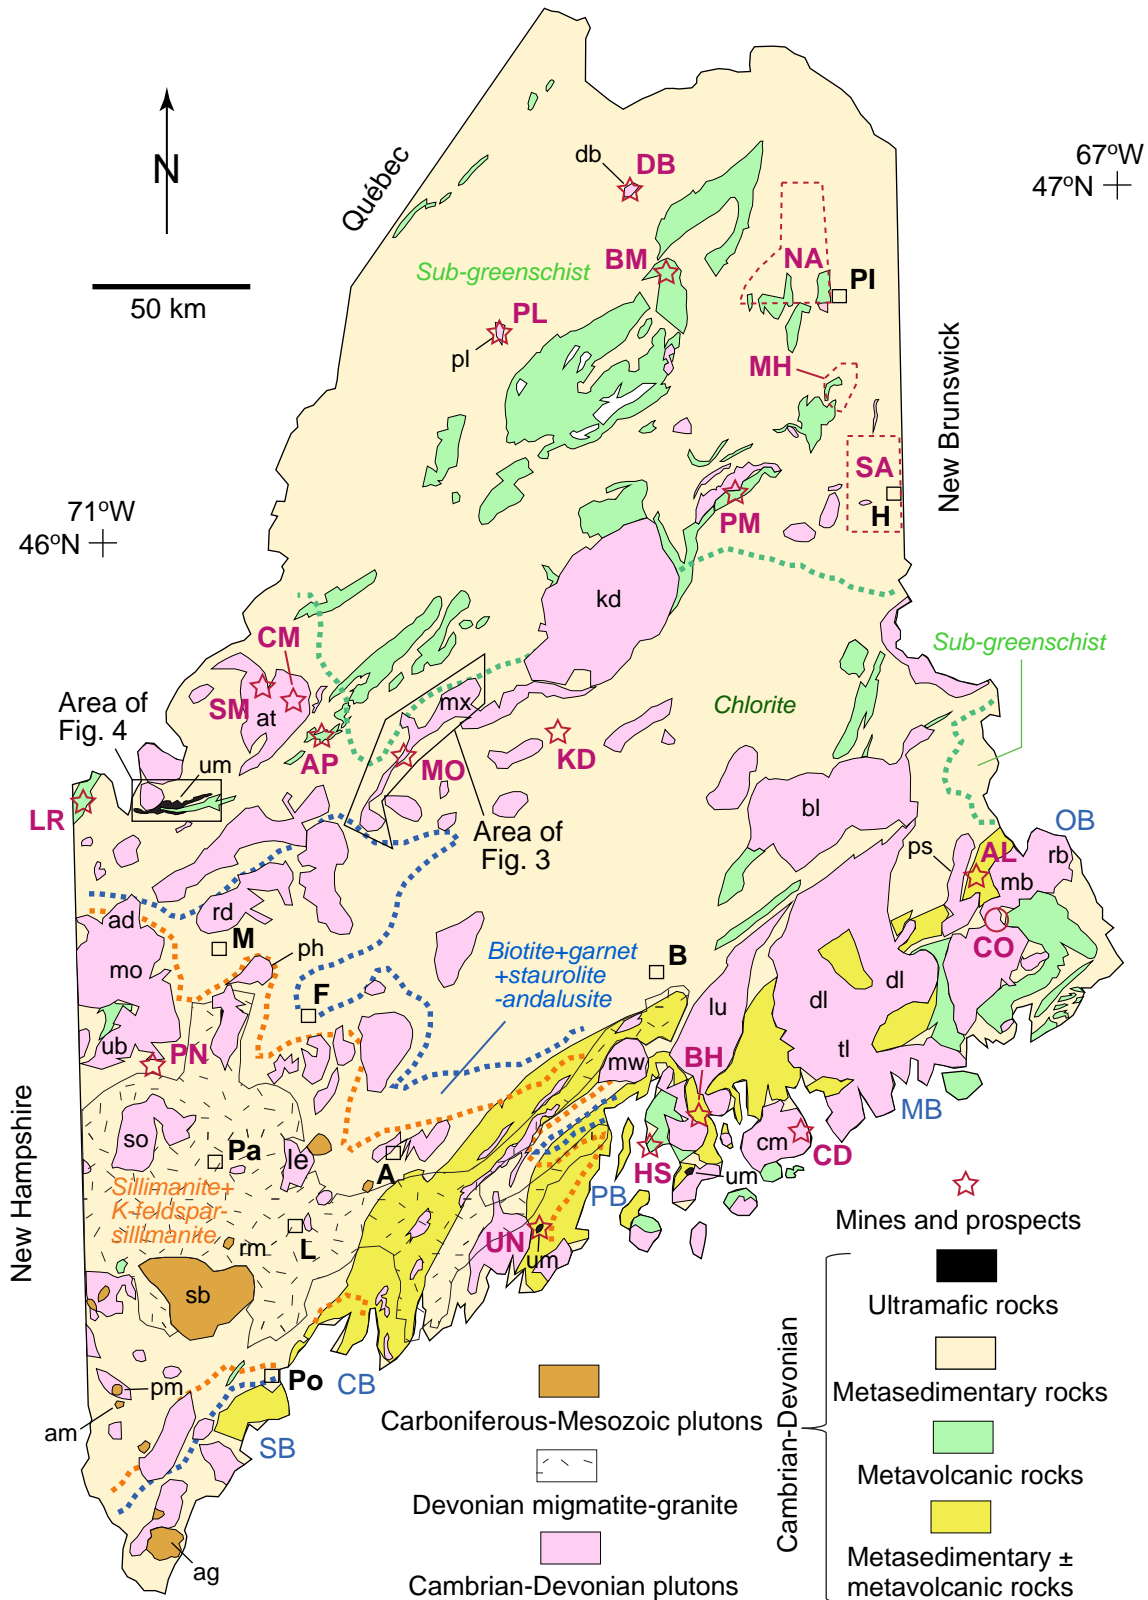 67°W
47°N
N
Québec
db
DB
BM
NA
PI
Sub-greenschist
50 km
PL
pl
MH
New Brunswick
SA
H
PM
71°W
46°N
kd
CM
Sub-greenschist
SM
at
mx
Chlorite
Area of
Fig. 4
um
AP
MO
KD
LR
Area of
Fig. 3
bl
OB
ps
AL
rb
mb
CO
ad
rd
M
ph
mo
Biotite+garnet
+staurolite
-andalusite
B
F
lu
dl
dl
ub
PN
mw
BH
tl
MB
so
Pa
le
A
cm
CD
HS
um
PB
Sillimanite+
K-feldspar-
sillimanite
L
rm
UN
um
New Hampshire
sb
Mines and prospects
Ultramafic rocks
Metasedimentary rocks
Metavolcanic rocks
Metasedimentary ±
metavolcanic rocks
Cambrian-Devonian
Po
CB
pm
am
SB
ag
Carboniferous-Mesozoic plutons
Devonian migmatite-granite
Cambrian-Devonian plutons